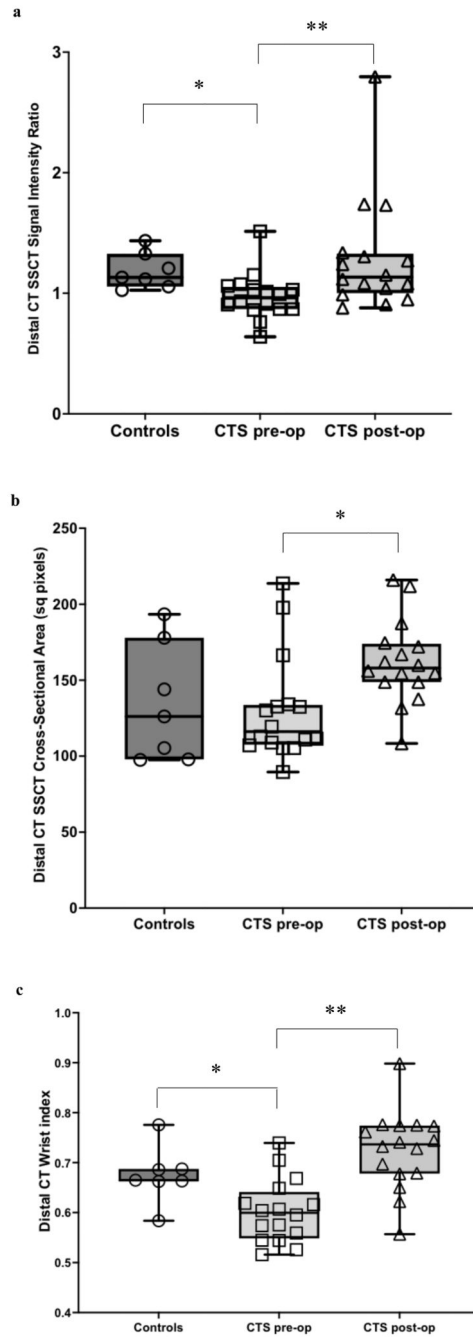 a
**
*
3
2
1
0
Distal CT SSCT Signal Intensity Ratio
Controls CTS pre-op CTS post-op
b
*
250
200
150
100
50
0
Distal CT SSCT Cross-Sectional Area (sq pixels)
Controls CTS pre-op CTS post-op
c
**
*
0.9
0.8
0.7
0.6
0.5
0.4
1.0
Distal CT Wrist index
Controls CTS pre-op CTS post-op